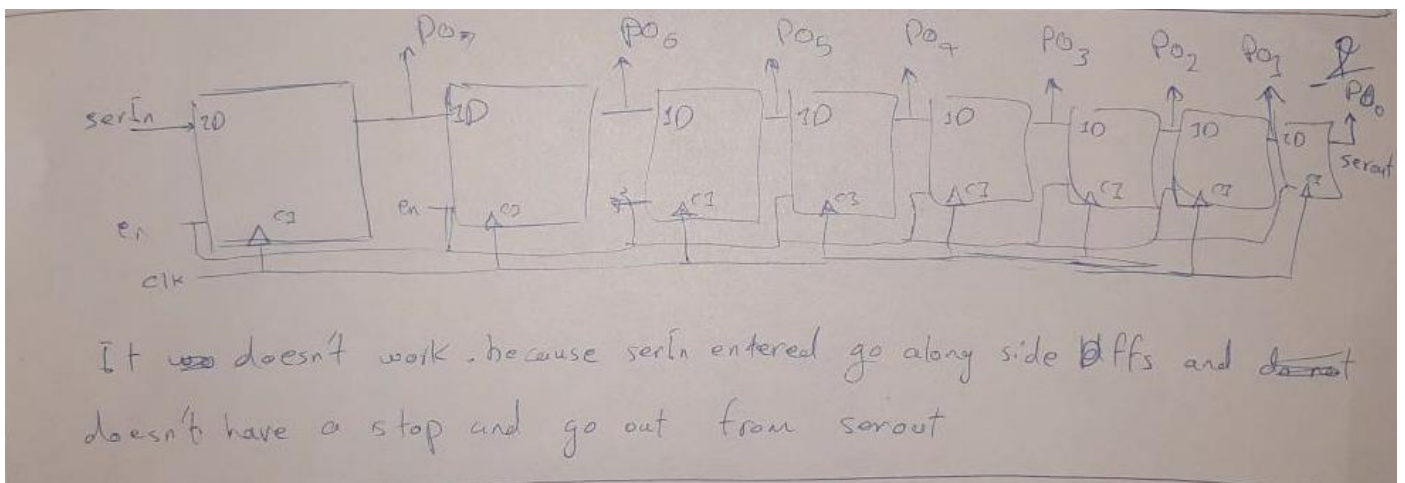 PO7 PO6 PO5 PO4 PO3 PO2 PO1 PO0
serIn 1D 1D 1D 1D 1D 1D 1D 1D serout
en C1 en C1 C1 C1 C1 C1 C1 C1
clk
It doesn't work. because serIn entered go along side Dffs and do not
doesn't have a stop and go out from serout